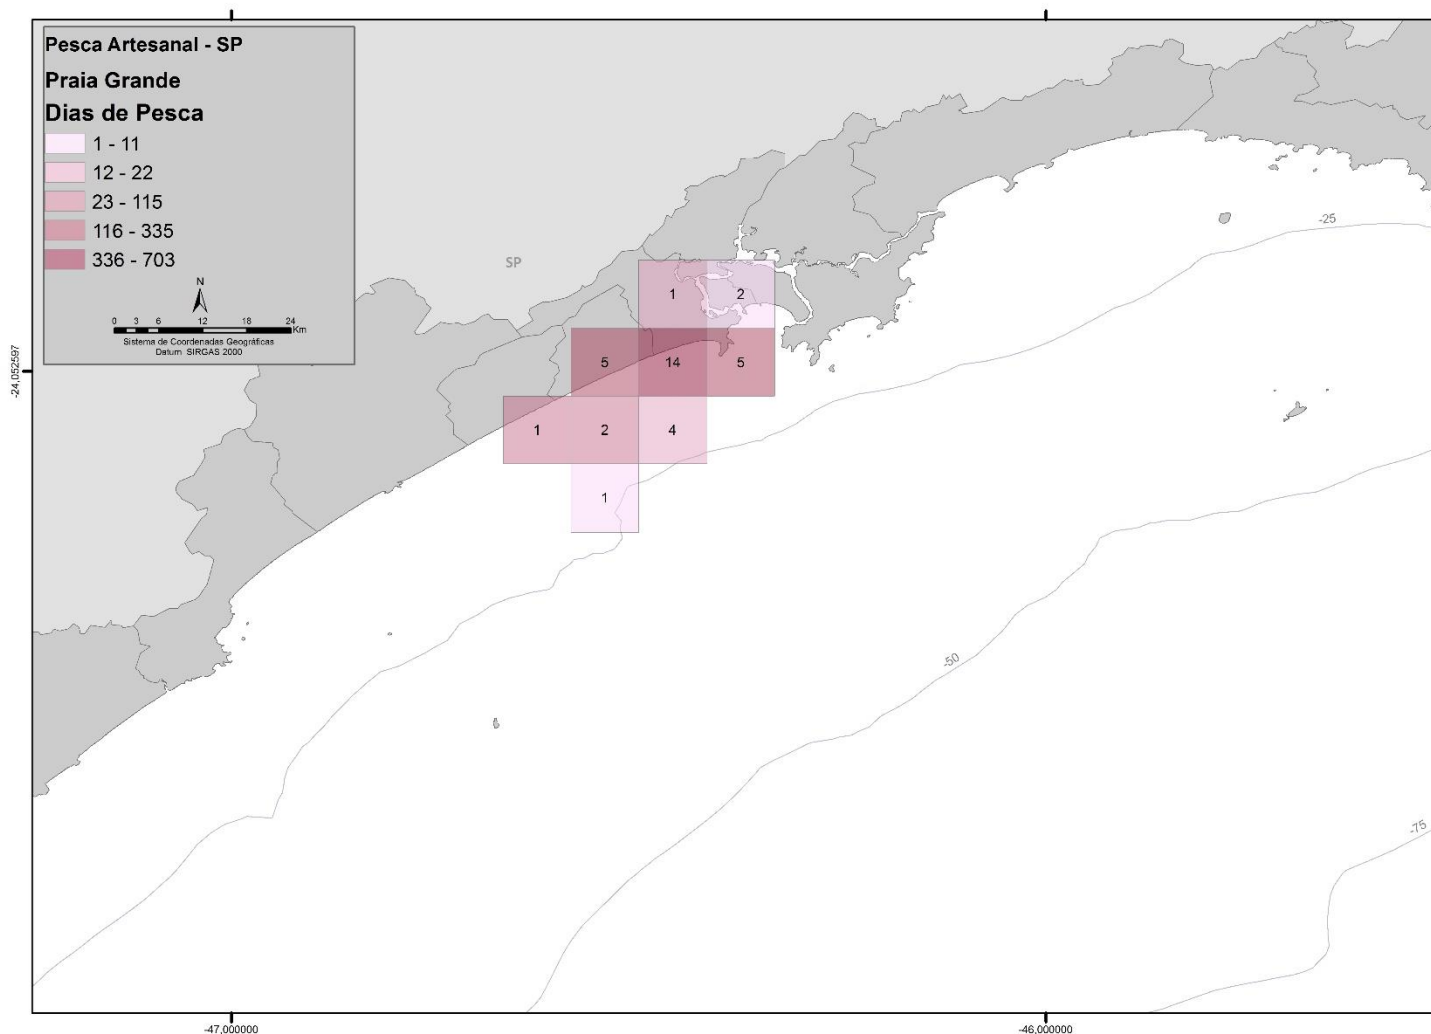 Pesca Artesanal - SP
Praia Grande
Dias de Pesca
1 - 11
12 - 22
23 - 115
116 - 335
336 - 703
N
0 3 6 12 18 24
Km
Sistema de Coordenadas Geográficas
Datum SIRGAS 2000
-25
SP
1 2
-24,052597
5 14 5
1 2 4
1
-50
-75
-47,000000
-46,000000